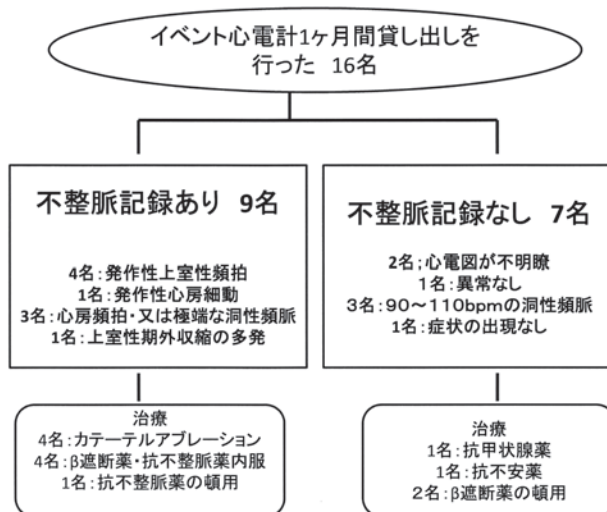 イベント心電計1ヶ月間貸し出しを
行った 16名
不整脈記録あり 9名
4名:発作性上室性頻拍
1名:発作性心房細動
3名:心房頻拍・又は極端な洞性頻脈
1名:上室性期外収縮の多発
不整脈記録なし 7名
2名;心電図が不明瞭
1名:異常なし
3名:90~110bpmの洞性頻脈
1名:症状の出現なし
治療
4名:カテーテルアブレーション
4名:β遮断薬・抗不整脈薬内服
1名:抗不整脈薬の頓用
治療
1名:抗甲状腺薬
1名:抗不安薬
2名:β遮断薬の頓用